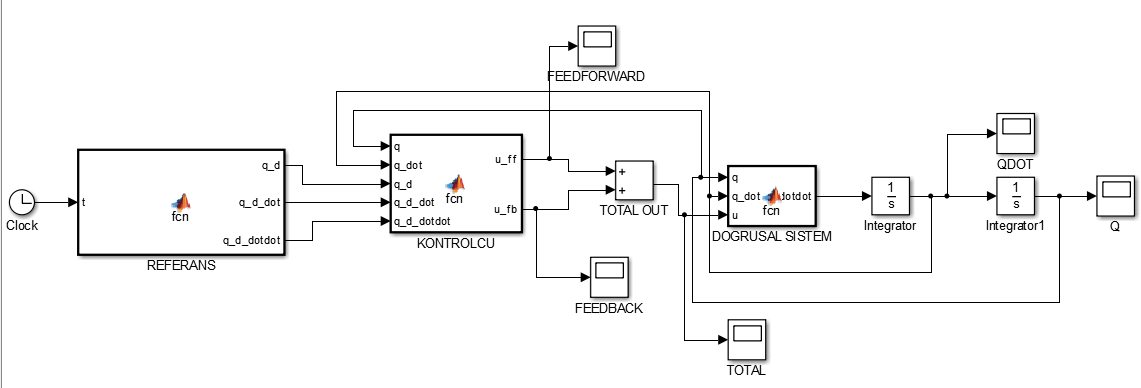 Clock
t
fcn
q_d
q_d_dot
q_d_dotdot
REFERANS
q
q_dot
q_d
q_d_dot
q_d_dotdot
fcn
u_ff
u_fb
KONTROLCU
FEEDFORWARD
FEEDBACK
+
+
TOTAL OUT
TOTAL
q
q_dot
u
fcn
dotdot
DOGRUSAL SISTEM
1
s
Integrator
QDOT
1
s
Integrator1
Q